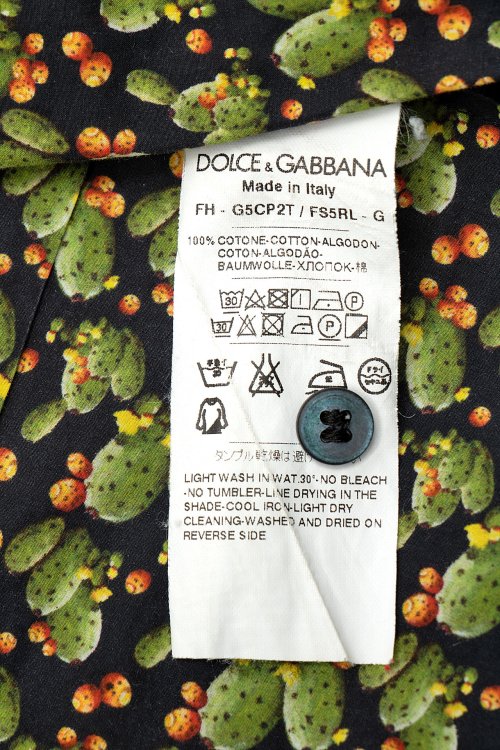 DOLCE & GABBANA
Made in Italy
FH - G5CP2T / FS5RL - G
100% COTONE-COTTON-ALGODON-
COTON-ALGODÃO-
BAUMWOLLE-ХЛОПОК-棉
30 P
30 P
タンブル乾燥は避け
LIGHT WASH IN WAT.30°-NO BLEACH
-NO TUMBLER-LINE DRYING IN THE
SHADE-COOL IRON-LIGHT DRY
CLEANING-WASHED AND DRIED ON
REVERSE SIDE